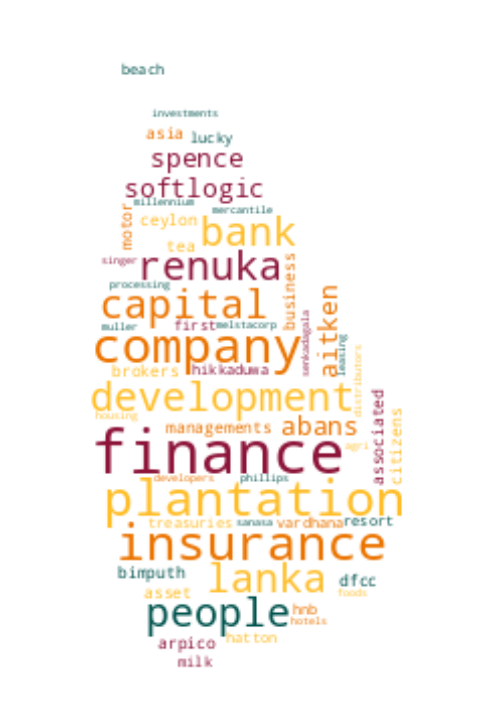 beach
investments
asia lucky
spence
softlogic
millennium
mercantile
motor
ceylon
bank
tea
singer
renuka
business
processing
capital
aitken
muller
first
melstacorp
senkadagala
leasing
company
brokers
hikkaduwa
distributors
development
associated
citizens
housing
managements
abans
finance
agri
developers
phillips
plantation
treasuries
sanasa
vardhana
resort
insurance
bimputh
lanka
dfcc
asset
foods
people
hnb
hotels
hatton
arpico
milk